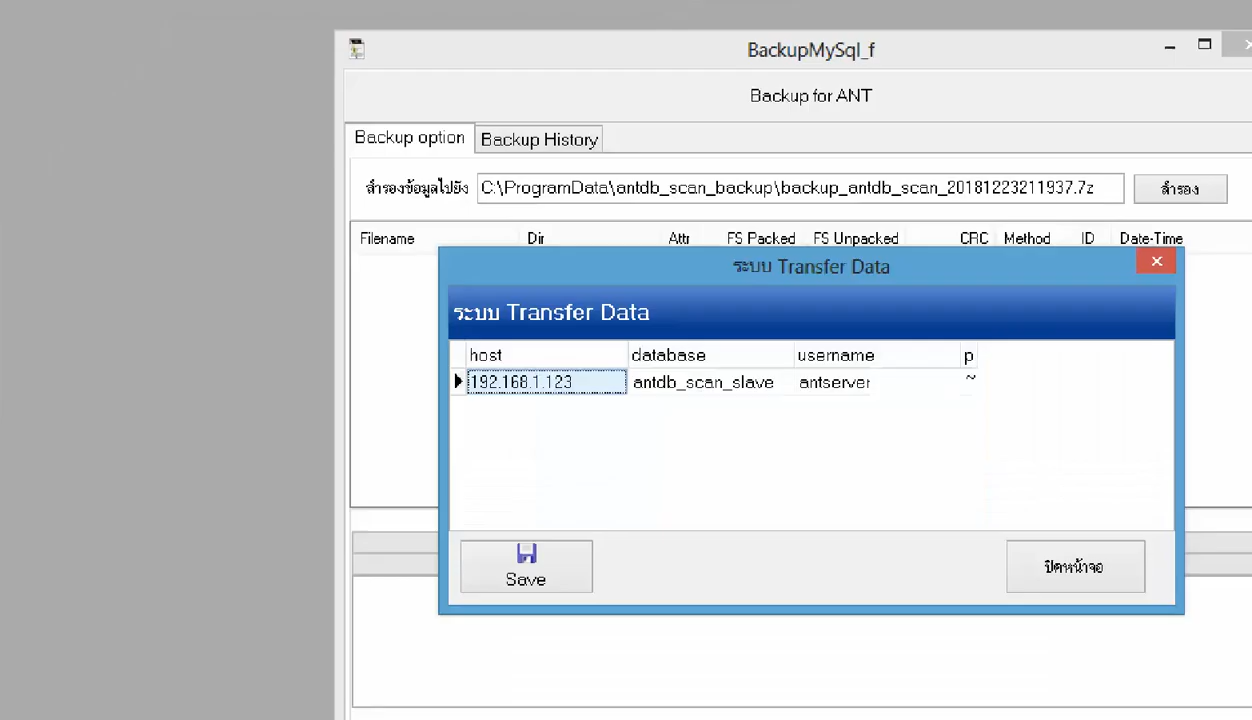 BackupMySql_f
Backup for ANT
Backup option
Backup History
สำรองข้อมูลไปยัง C:\ProgramData\antdb_scan_backup\backup_antdb_scan_20181223211937.7z สำรอง
Filename Dir Attr FS Packed FS Unpacked CRC Method ID Date-Time
ระบบ Transfer Data
ระบบ Transfer Data
host database username p
192.168.1.123 antdb_scan_slave antserver ~
Save
ปิดหน้าจอ